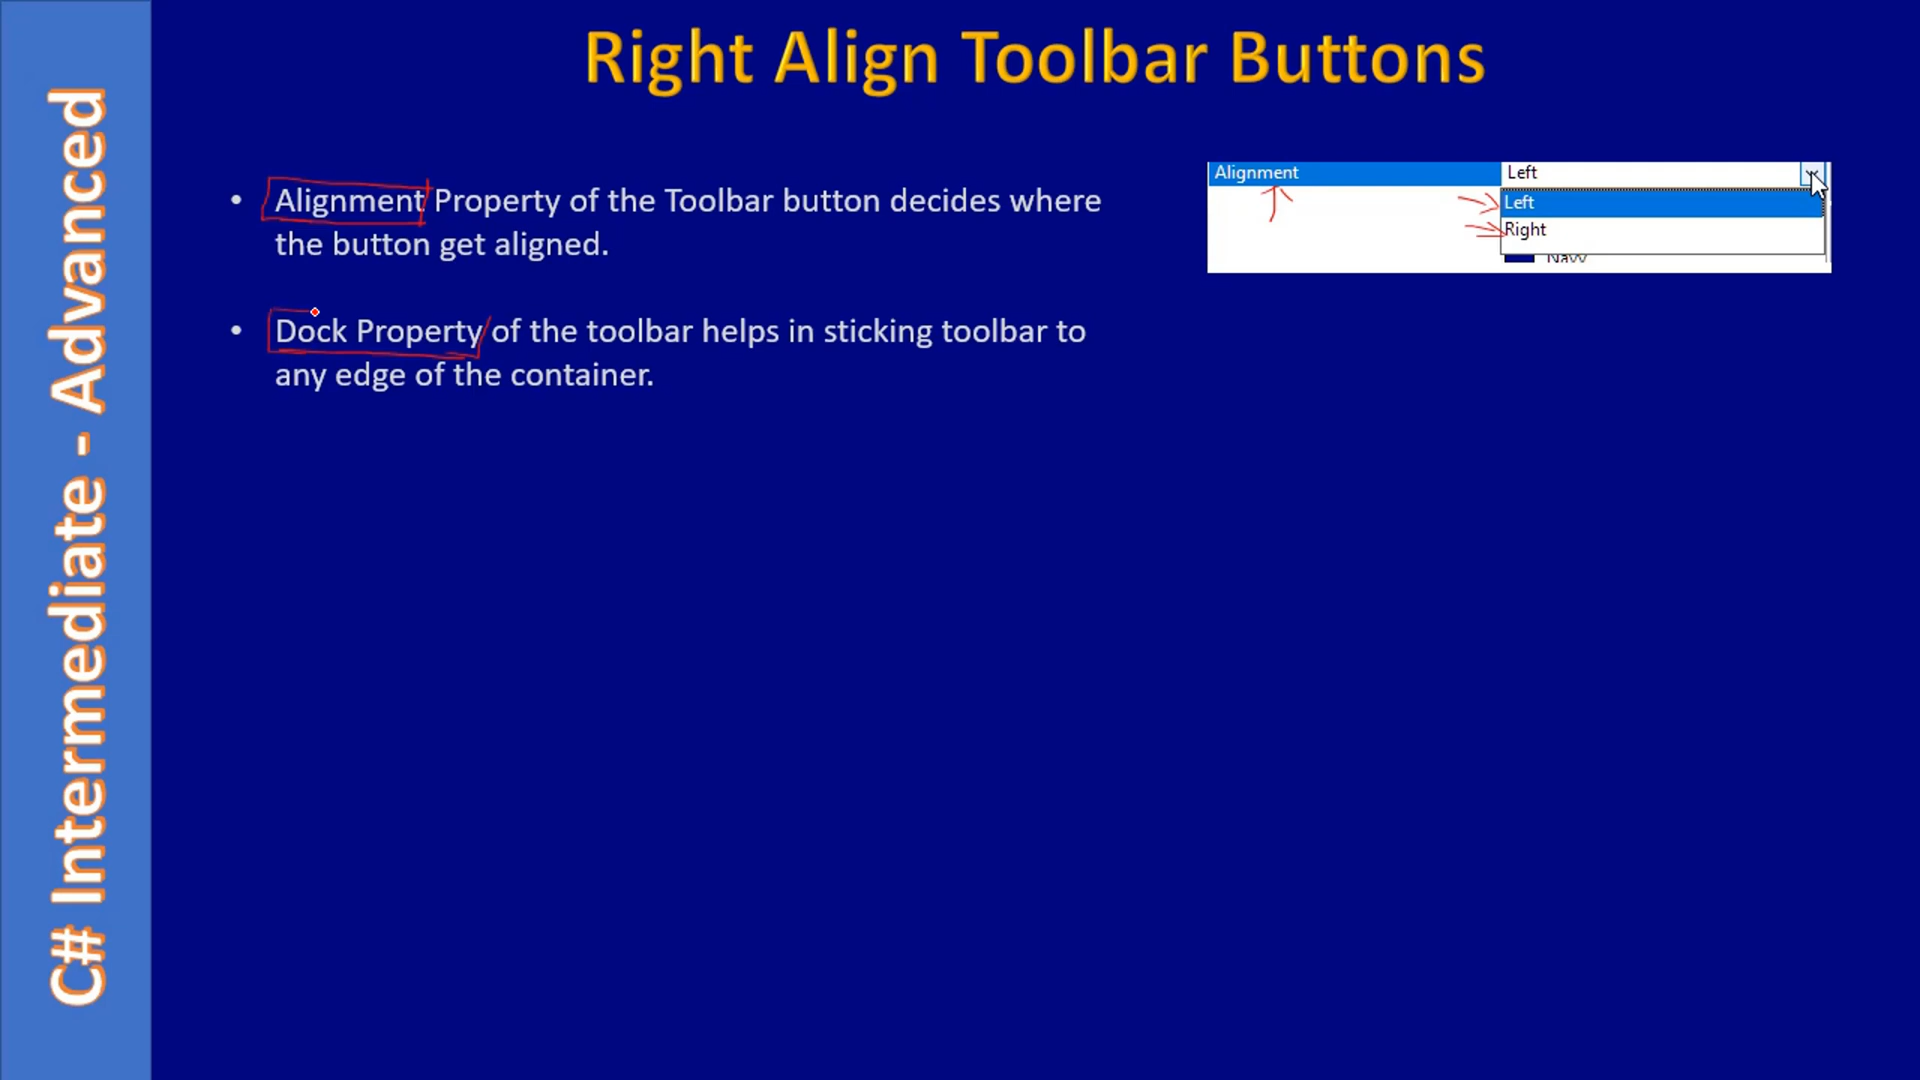 Right Align Toolbar Buttons
C# Intermediate - Advanced
• Alignment Property of the Toolbar button decides where
the button get aligned.
• Dock Property of the toolbar helps in sticking toolbar to
any edge of the container.
Alignment Left
Left
Right
Navy